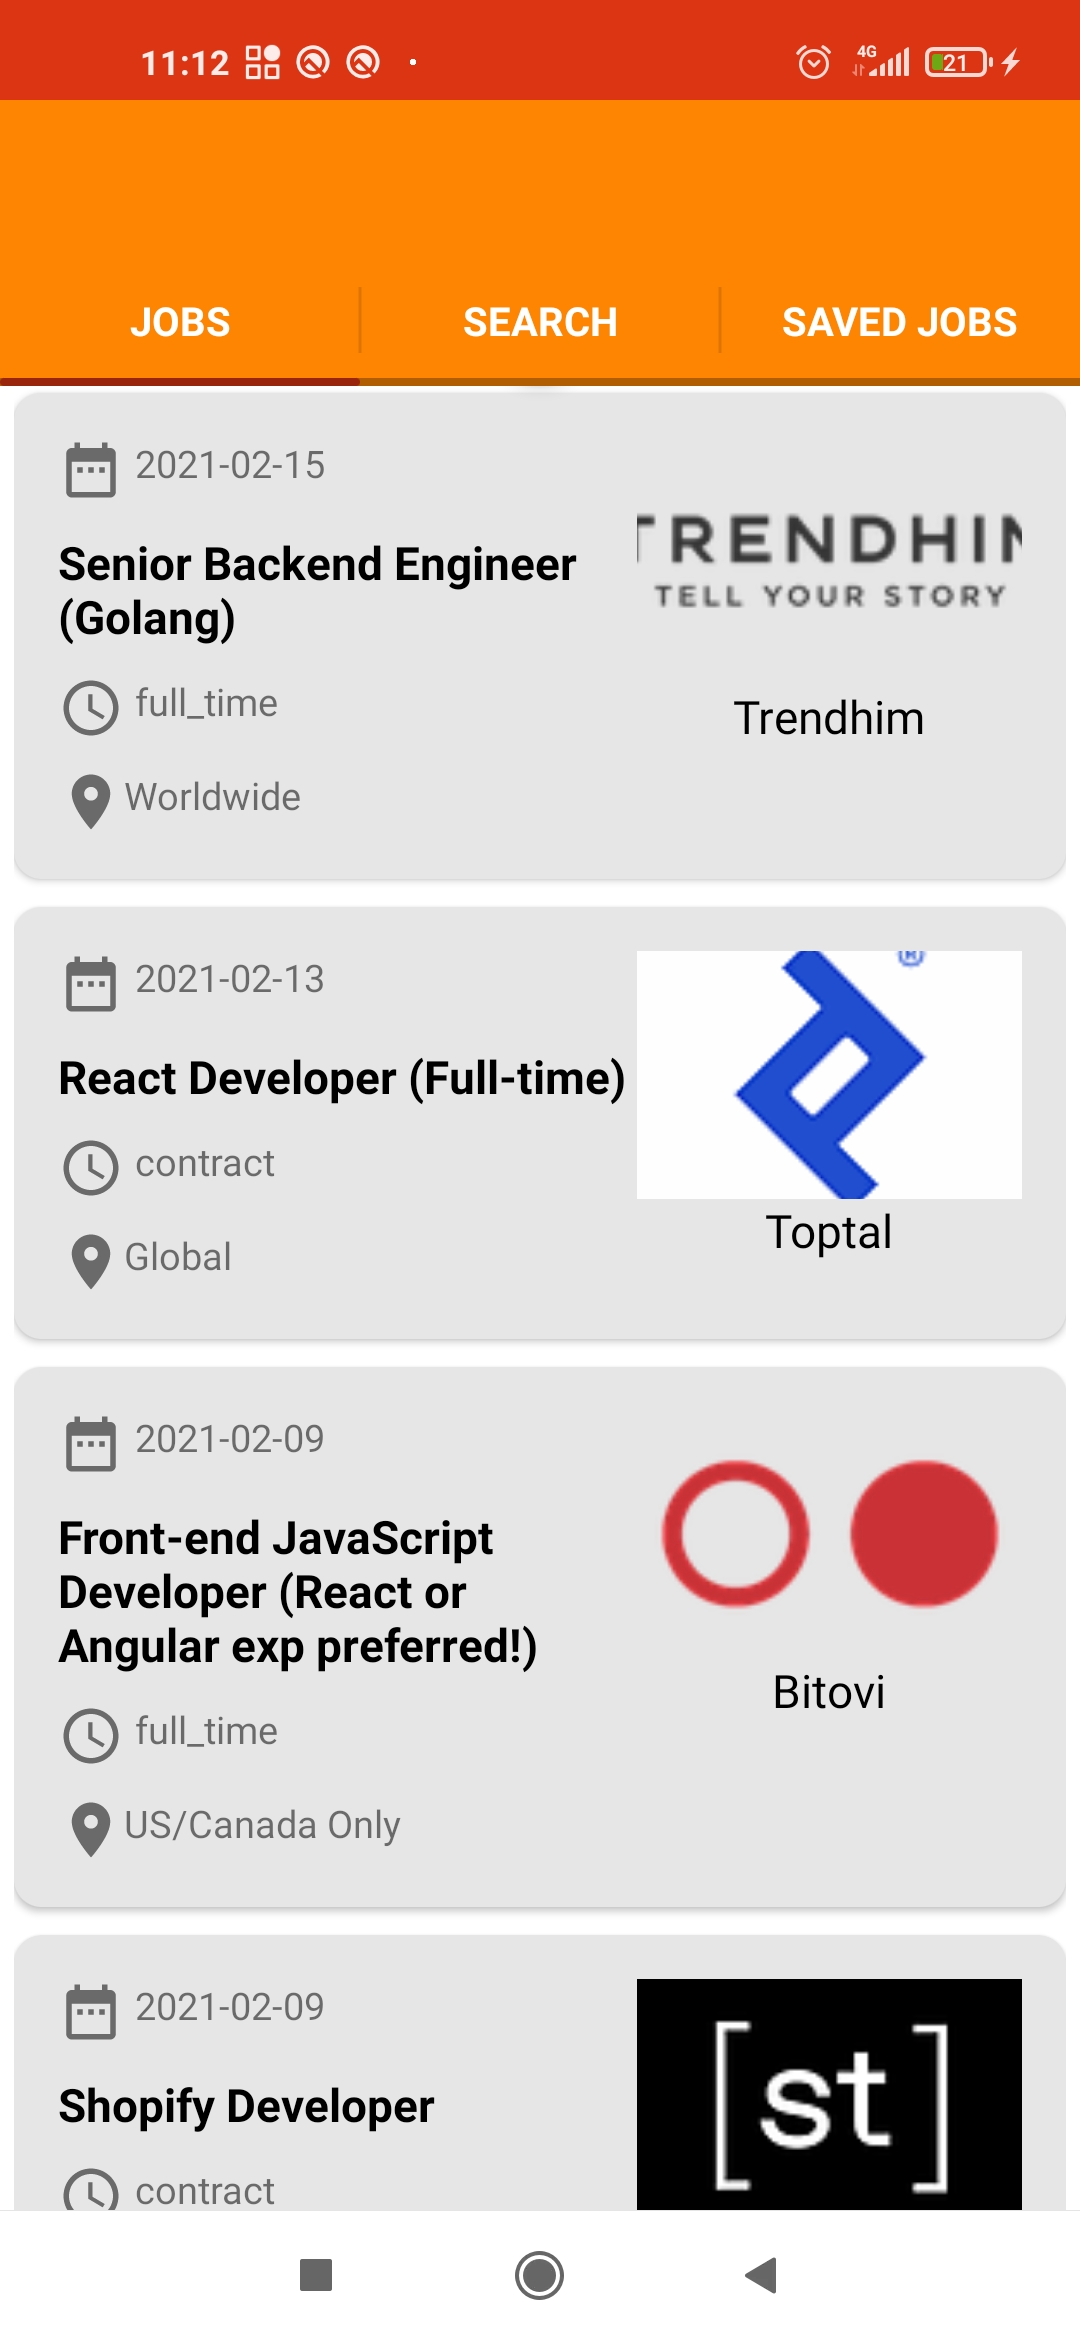 11:12
4G
21
JOBS
SEARCH
SAVED JOBS
2021-02-15
Senior Backend Engineer
(Golang)
full_time
Worldwide
TRENDHIM
TELL YOUR STORY
Trendhim
2021-02-13
React Developer (Full-time)
contract
Global
®
Toptal
2021-02-09
Front-end JavaScript
Developer (React or
Angular exp preferred!)
full_time
US/Canada Only
Bitovi
2021-02-09
Shopify Developer
contract
[st]